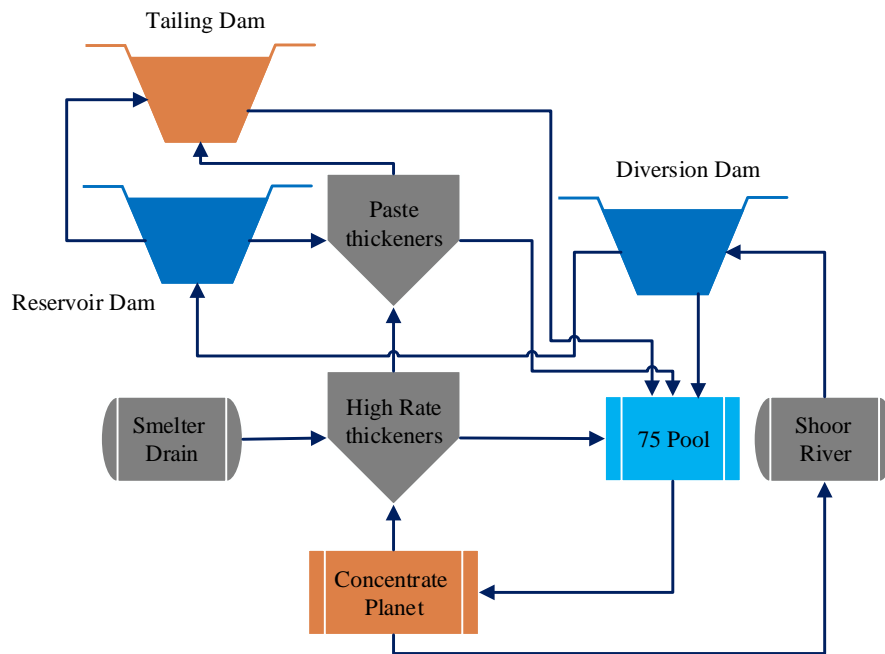 Tailing Dam
Diversion Dam
Paste
thickeners
Reservoir Dam
High Rate
thickeners
Smelter
Drain
75 Pool
Shoor
River
Concentrate
Planet